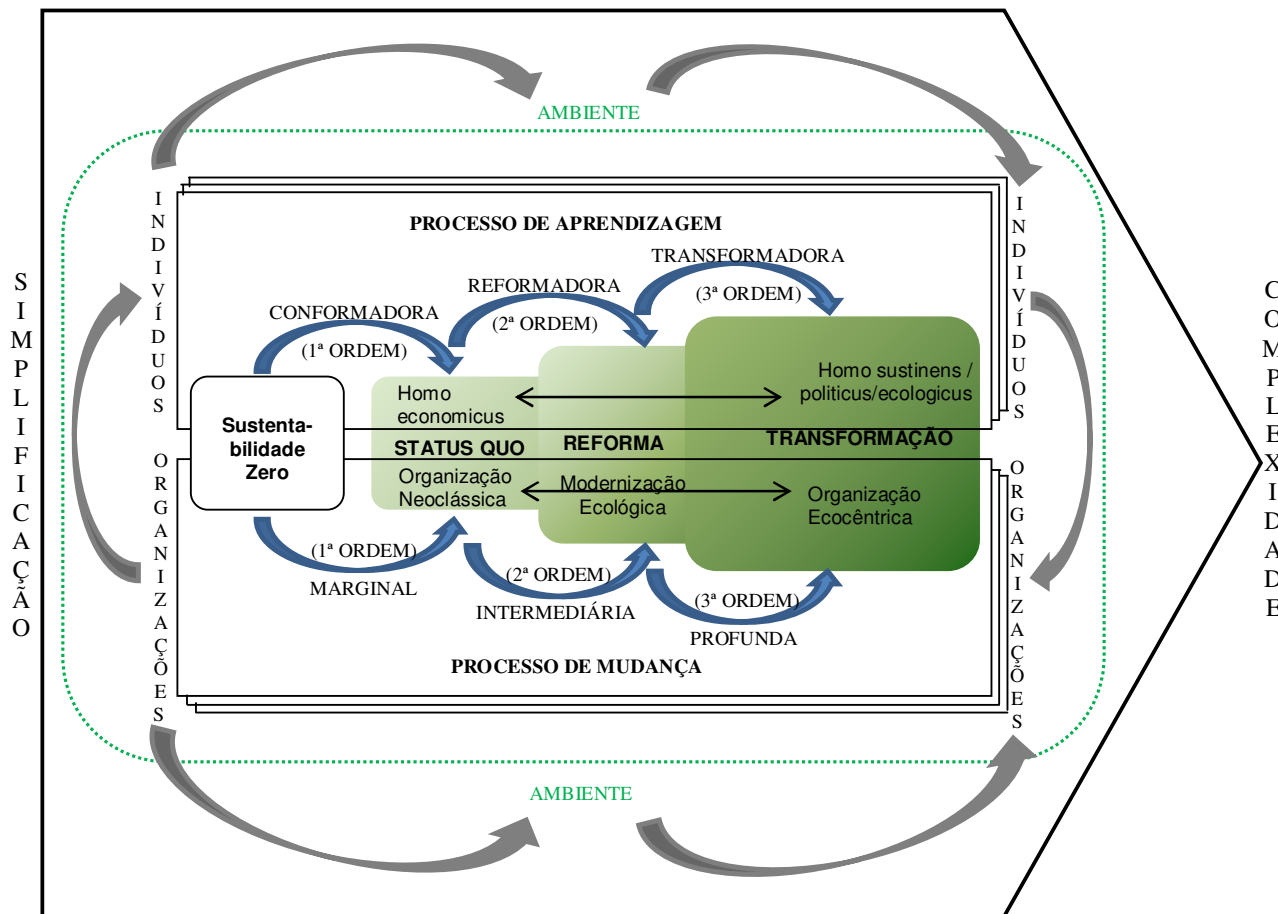 AMBIENTE
SIMPLIFICAÇÃO
INDIVÍDUOS
PROCESSO DE APRENDIZAGEM
INDIVÍDUOS
COMPLEXIDADE
TRANSFORMADORA
(3ª ORDEM)
REFORMADORA
(2ª ORDEM)
CONFORMADORA
(1ª ORDEM)
Homo
economicus
Homo sustinens /
politicus/ecologicus
Sustenta-
bilidade
Zero
STATUS QUO
REFORMA
TRANSFORMAÇÃO
ORGANIZAÇÕES
Organização
Neoclássica
Modernização
Ecológica
Organização
Ecocêntrica
ORGANIZAÇÕES
(1ª ORDEM)
MARGINAL
(2ª ORDEM)
INTERMEDIÁRIA
(3ª ORDEM)
PROFUNDA
PROCESSO DE MUDANÇA
AMBIENTE